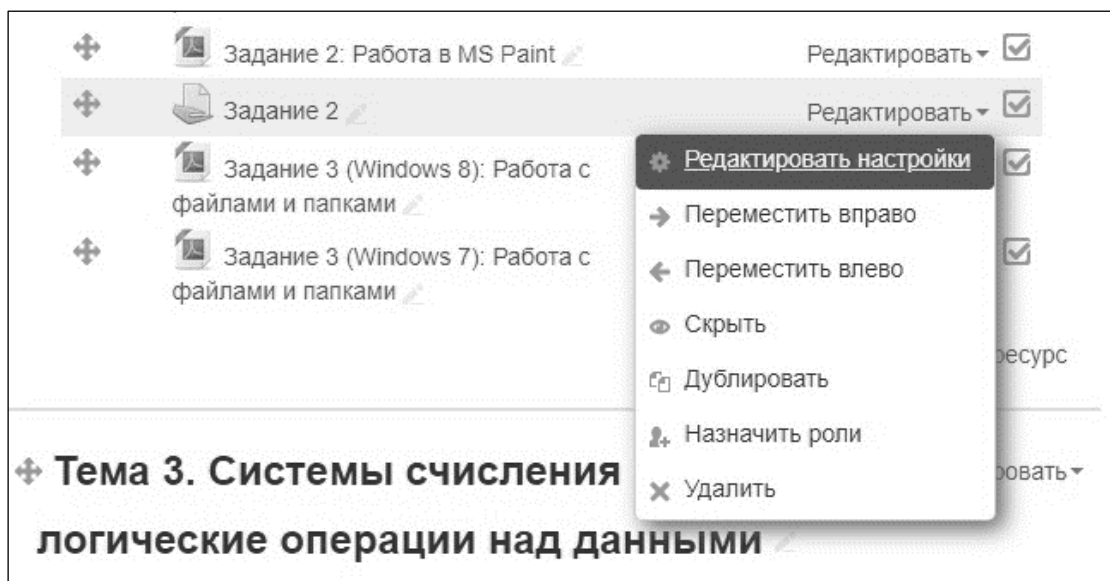 Задание 2: Работа в MS Paint
Редактировать
Задание 2
Редактировать
Задание 3 (Windows 8): Работа с
файлами и папками
Задание 3 (Windows 7): Работа с
файлами и папками
Редактировать настройки
Переместить вправо
Переместить влево
Скрыть
Дублировать
Назначить роли
Удалить
ресурс
Тема 3. Системы счисления
логические операции над данными
овать